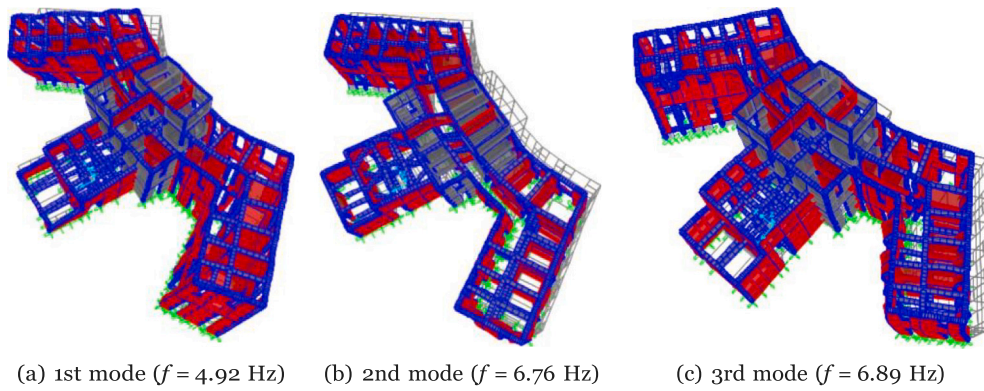 (a) 1st mode (f = 4.92 Hz) (b) 2nd mode (f = 6.76 Hz) (c) 3rd mode (f = 6.89 Hz)